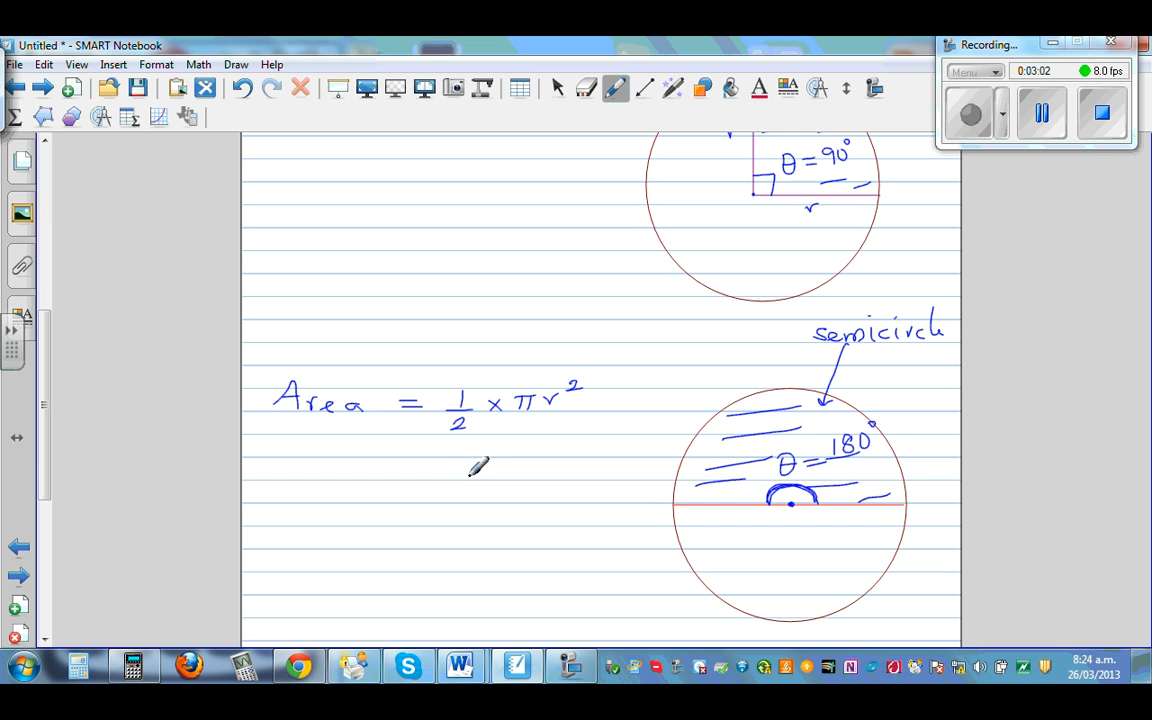 Untitled * - SMART Notebook
Recording...
File Edit View Insert Format Math Draw Help
Menu 0:03:02 8.0 fps
θ = 90°
r
semicircle
Area = 1/2 × πr²
θ = 180°
8:24 a.m.
26/03/2013